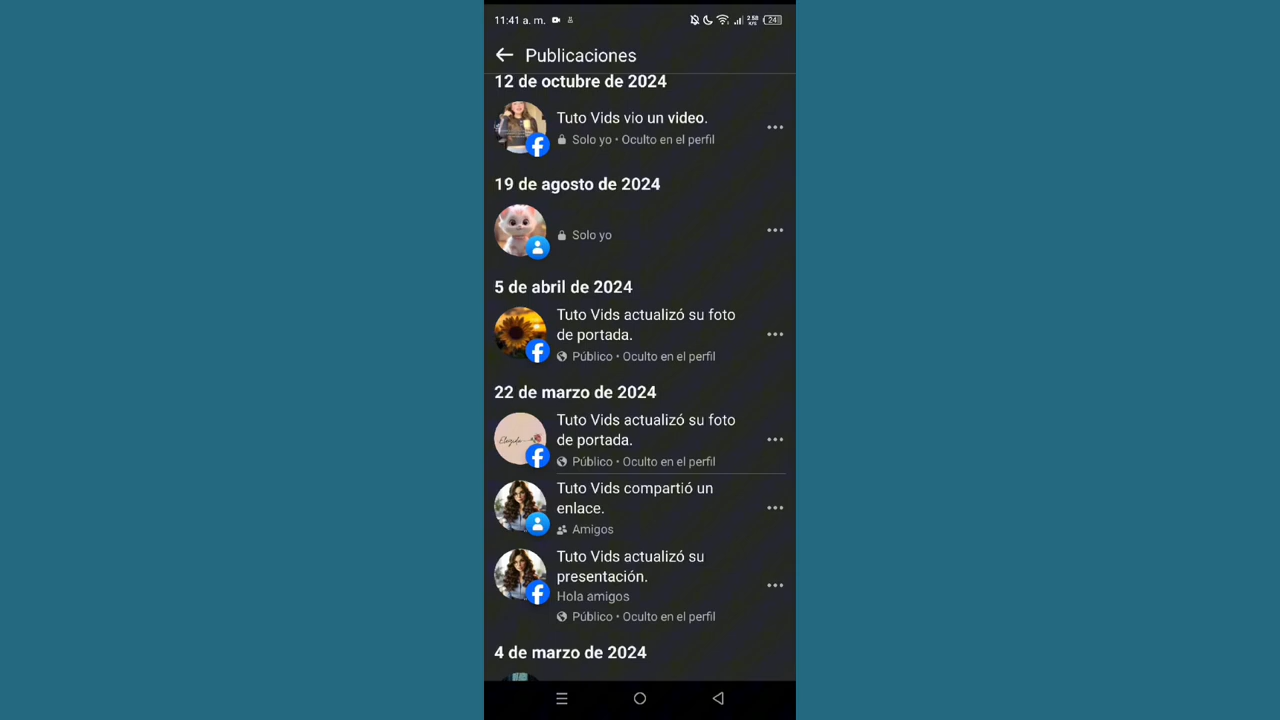 11:41 a. m.
2.58
K/S
24
Publicaciones
12 de octubre de 2024
Tuto Vids vio un video.
Solo yo • Oculto en el perfil
19 de agosto de 2024
Solo yo
5 de abril de 2024
Tuto Vids actualizó su foto
de portada.
Público • Oculto en el perfil
22 de marzo de 2024
Tuto Vids actualizó su foto
de portada.
Público • Oculto en el perfil
Tuto Vids compartió un
enlace.
Amigos
Tuto Vids actualizó su
presentación.
Hola amigos
Público • Oculto en el perfil
4 de marzo de 2024